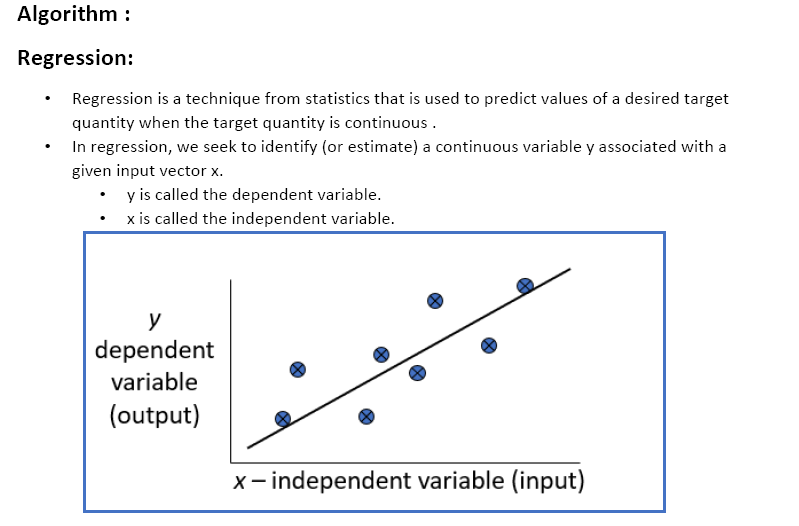 Algorithm :
Regression:
• Regression is a technique from statistics that is used to predict values of a desired target
quantity when the target quantity is continuous .
• In regression, we seek to identify (or estimate) a continuous variable y associated with a
given input vector x.
• y is called the dependent variable.
• x is called the independent variable.
y
dependent
variable
(output)
x – independent variable (input)